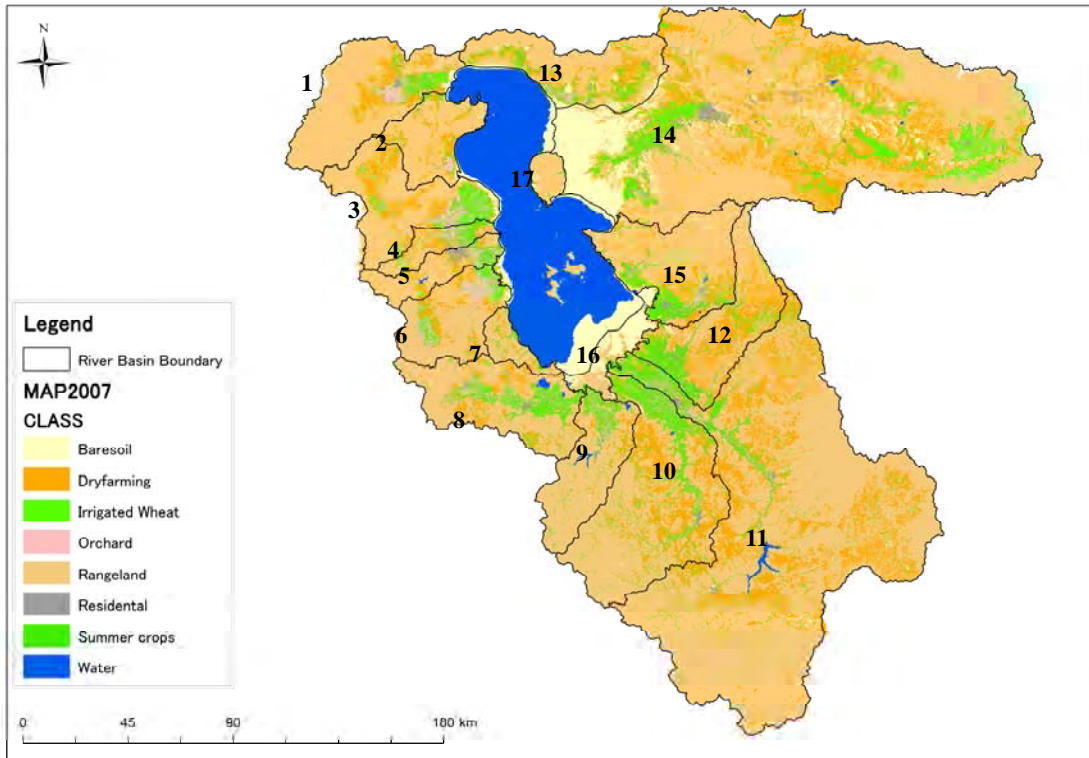 N
1
13
14
2
17
3
4
5
15
6
7
16
12
8
9
10
11
Legend
River Basin Boundary
MAP2007
CLASS
Baresoil
Dryfarming
Irrigated Wheat
Orchard
Rangeland
Residental
Summer crops
Water
0 45 90 180 km